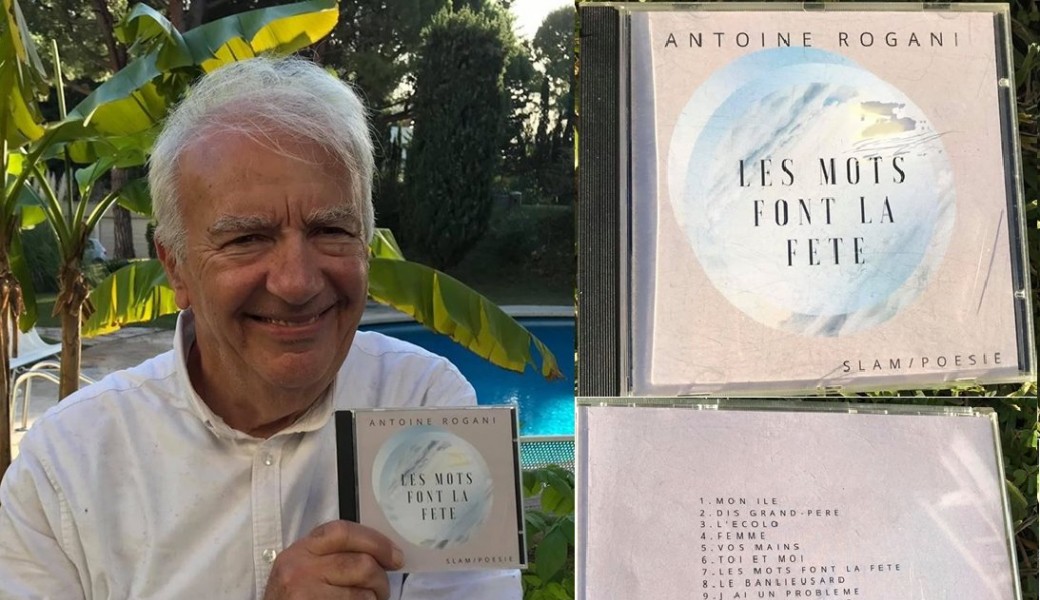 ANTOINE ROGANI
LES MOTS
FONT LA
FETE
SLAM/POESIE
ANTOINE ROGANI
LES MOTS
FONT LA
FETE
SLAM/POESIE
1.MON ILE
2.DIS GRAND-PERE
3.L'ECOLO
4.FEMME
5.VOS MAINS
6.TOI ET MOI
7.LES MOTS FONT LA FETE
8.LE BANLIEUSARD
9.J AI UN PROBLEME